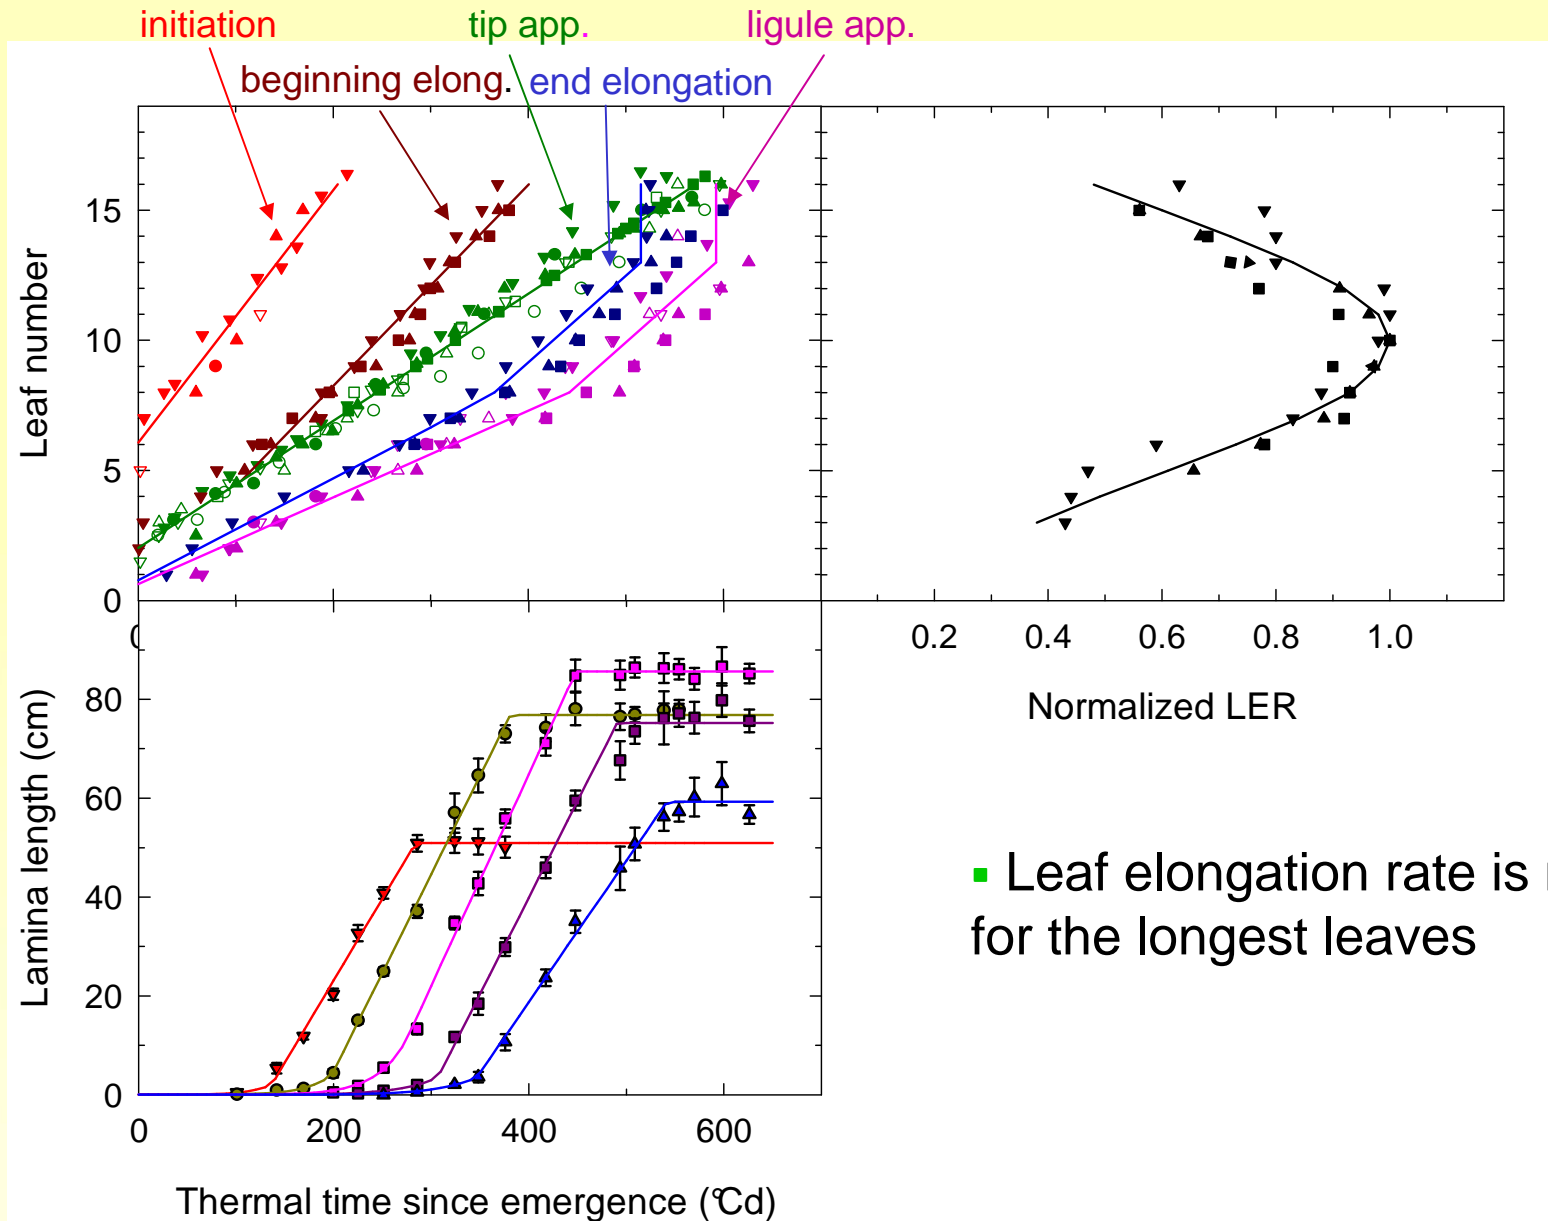 initiation
tip app.
ligule app.
beginning elong.
end elongation
Leaf number
15
10
5
0
0.2
0.4
0.6
0.8
1.0
Normalized LER
Lamina length (cm)
80
60
40
20
0
0
200
400
600
Thermal time since emergence (°Cd)
▪ Leaf elongation rate is
for the longest leaves